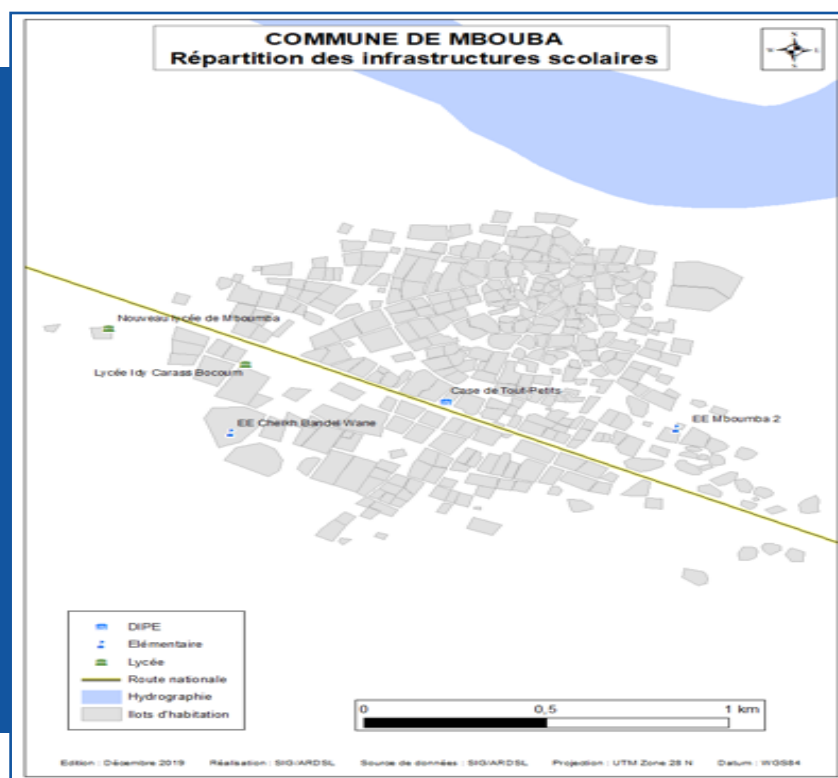 COMMUNE DE MBOUBA
Répartition des infrastructures scolaires
N
W E
S
Nouveau lycée de Mboumba
Lycée Idy Carass Bocoum
Case de Tout-Petits
EE Cheikh Bandel Wane
EE Mboumba 2
DIPE
Elémentaire
Lycée
Route nationale
Hydrographie
Ilots d'habitation
0 0,5 1 km
Edition : Décembre 2019 Réalisation : SIG/ARDSL Source de données : SIG/ARDSL Projection : UTM Zone 28 N Datum : WGS84